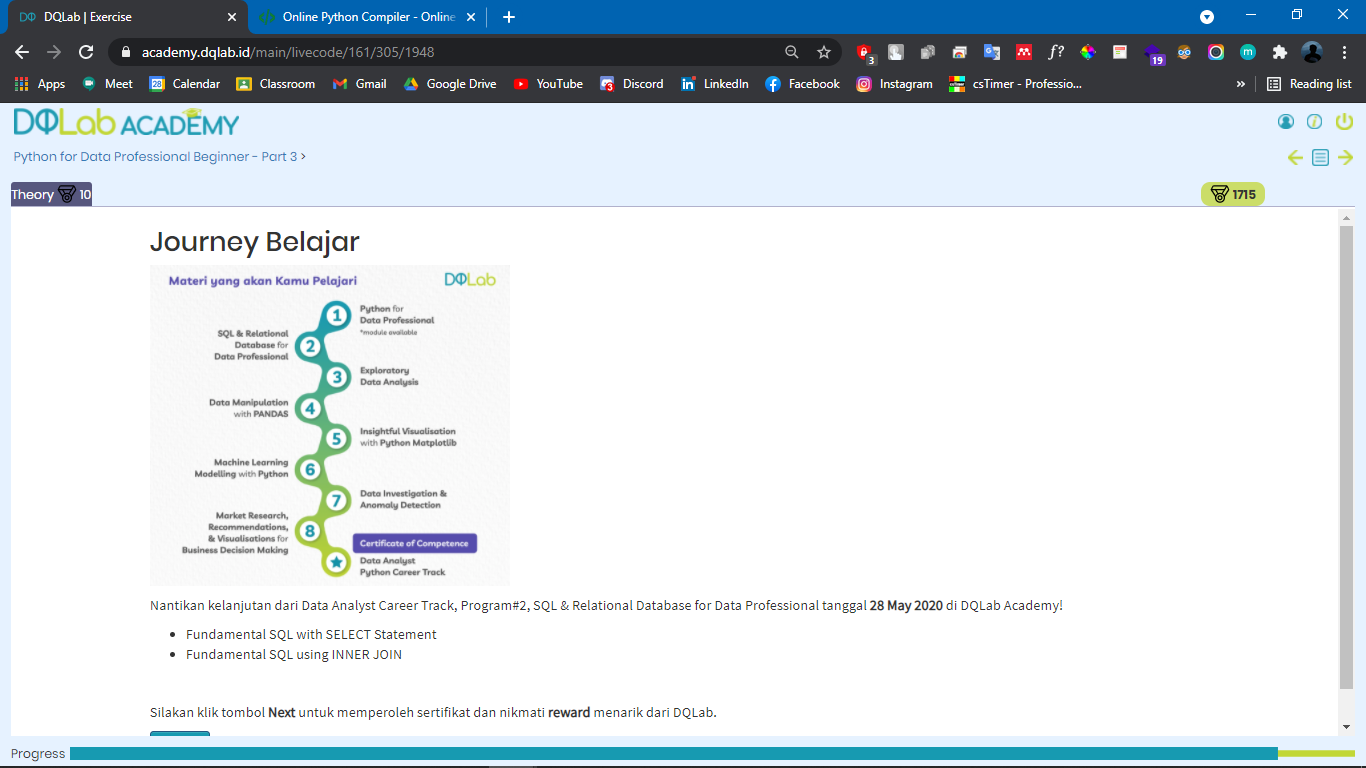 DQLab | Exercise
Online Python Compiler - Online
academy.dqlab.id/main/livecode/161/305/1948
3
19
Apps
Meet
28
Calendar
Classroom
Gmail
Google Drive
YouTube
3
Discord
LinkedIn
Facebook
Instagram
csTimer - Professio...
Reading list
DQLab ACADEMY
Python for Data Professional Beginner - Part 3 >
Theory 10
1715
Journey Belajar
Materi yang akan Kamu Pelajari
DQLab
1
Python for
Data Professional
*module available
SQL & Relational
Database for
Data Professional
2
3
Exploratory
Data Analysis
Data Manipulation
with PANDAS
4
5
Insightful Visualisation
with Python Matplotlib
Machine Learning
Modelling with Python
6
7
Data Investigation &
Anomaly Detection
Market Research,
Recommendations,
& Visualisations for
Business Decision Making
8
Certificate of Competence
Data Analyst
Python Career Track
Nantikan kelanjutan dari Data Analyst Career Track, Program#2, SQL & Relational Database for Data Professional tanggal 28 May 2020 di DQLab Academy!
Fundamental SQL with SELECT Statement
Fundamental SQL using INNER JOIN
Silakan klik tombol Next untuk memperoleh sertifikat dan nikmati reward menarik dari DQLab.
Progress